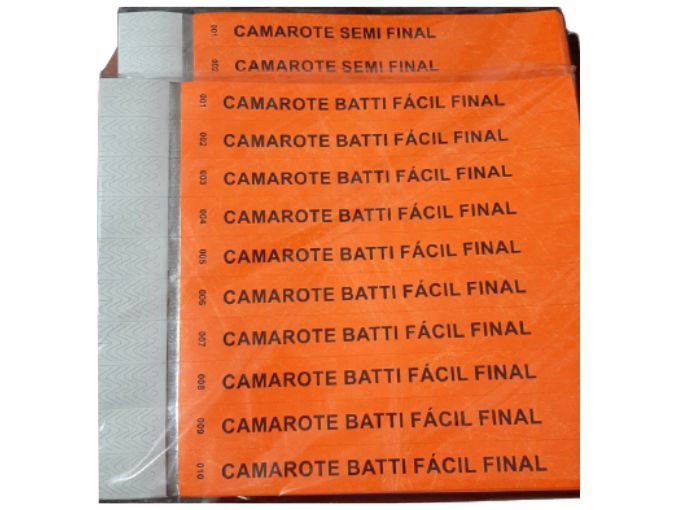 001 CAMAROTE SEMI FINAL
002 CAMAROTE SEMI FINAL
001 CAMAROTE BATTI FÁCIL FINAL
002 CAMAROTE BATTI FÁCIL FINAL
003 CAMAROTE BATTI FÁCIL FINAL
004 CAMAROTE BATTI FÁCIL FINAL
005 CAMAROTE BATTI FÁCIL FINAL
006 CAMAROTE BATTI FÁCIL FINAL
007 CAMAROTE BATTI FÁCIL FINAL
008 CAMAROTE BATTI FÁCIL FINAL
009 CAMAROTE BATTI FÁCIL FINAL
010 CAMAROTE BATTI FÁCIL FINAL